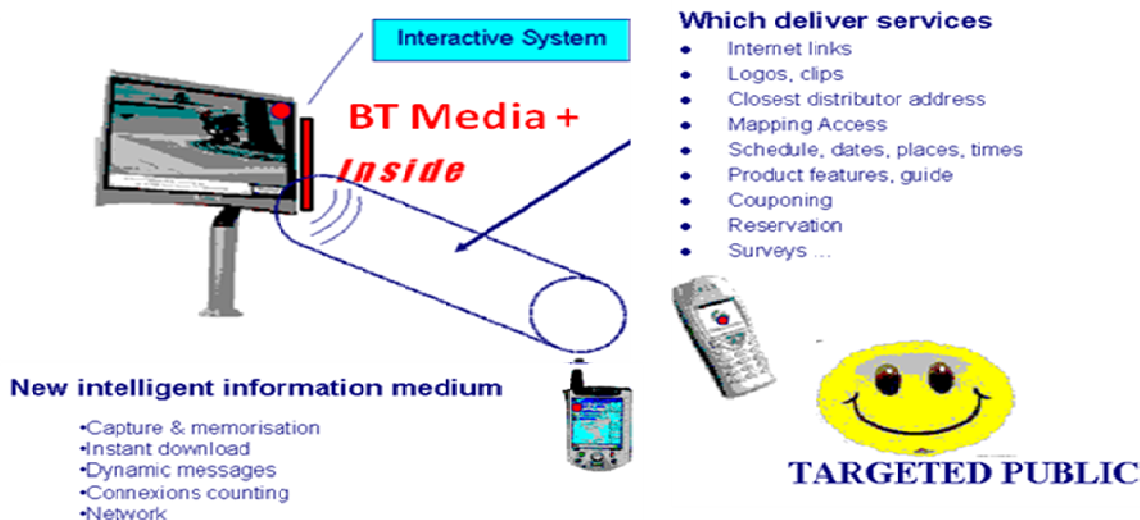 Interactive System
BT Media +
Inside
Which deliver services
• Internet links
• Logos, clips
• Closest distributor address
• Mapping Access
• Schedule, dates, places, times
• Product features, guide
• Couponing
• Reservation
• Surveys ...
New intelligent information medium
•Capture & memorisation
•Instant download
•Dynamic messages
•Connexions counting
•Network
TARGETED PUBLIC